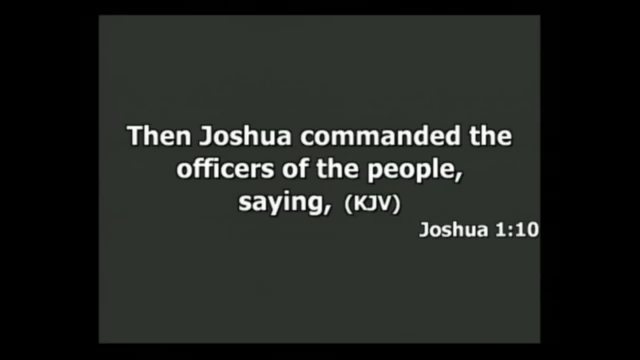 Then Joshua commanded the
officers of the people,
saying, (KJV)
Joshua 1:10